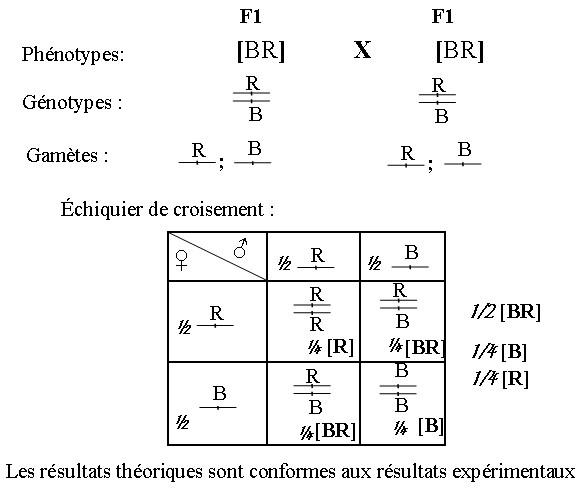 F1 F1
Phénotypes: [BR] X [BR]
R R
Génotypes :
B B
Gamètes : R ; B R ; B
Échiquier de croisement :
♀ ♂ ½ R ½ B
½ R
R
R
¼ [R]
R
B
¼ [BR]
½ B
R
B
¼ [BR]
B
B
¼ [B]
1/2 [BR]
1/4 [B]
1/4 [R]
Les résultats théoriques sont conformes aux résultats expérimentaux